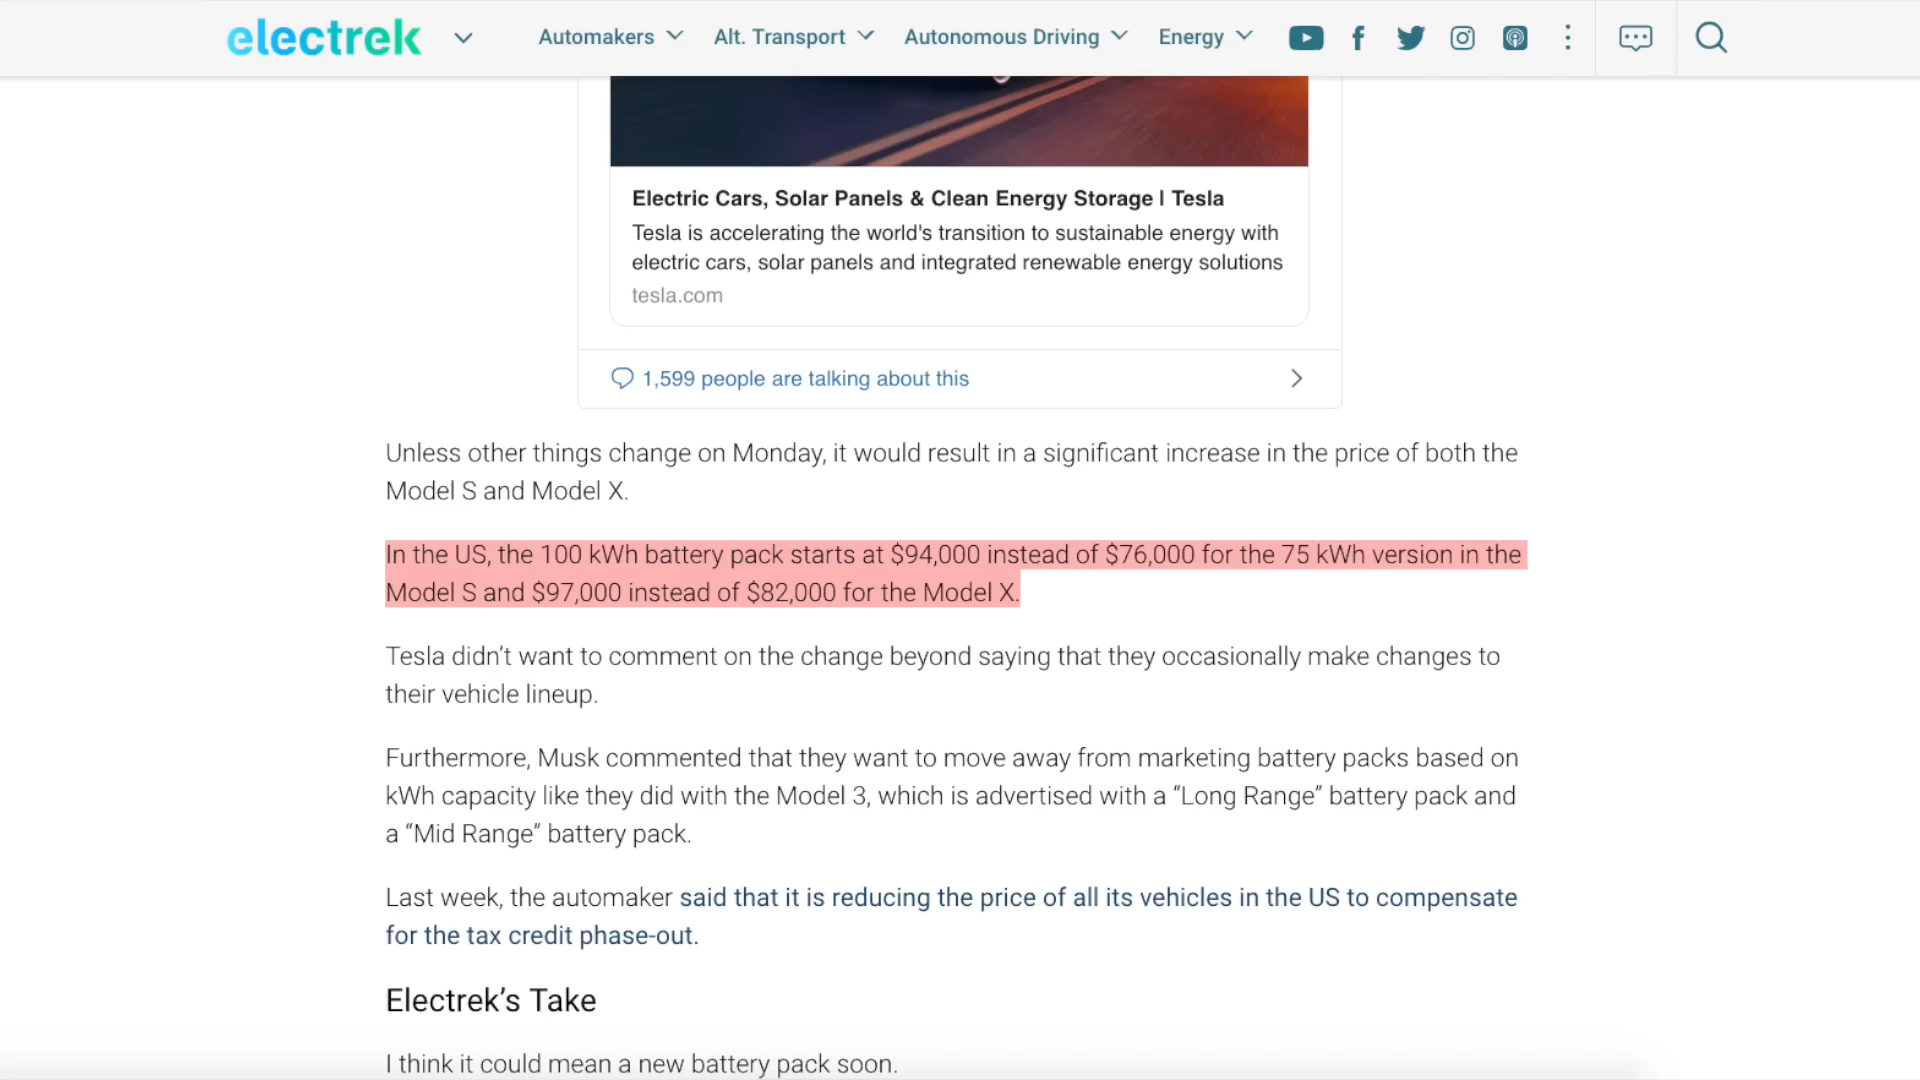 electrek Automakers Alt. Transport Autonomous Driving Energy
Electric Cars, Solar Panels & Clean Energy Storage | Tesla
Tesla is accelerating the world's transition to sustainable energy with
electric cars, solar panels and integrated renewable energy solutions
tesla.com
1,599 people are talking about this
Unless other things change on Monday, it would result in a significant increase in the price of both the
Model S and Model X.
In the US, the 100 kWh battery pack starts at $94,000 instead of $76,000 for the 75 kWh version in the
Model S and $97,000 instead of $82,000 for the Model X.
Tesla didn’t want to comment on the change beyond saying that they occasionally make changes to
their vehicle lineup.
Furthermore, Musk commented that they want to move away from marketing battery packs based on
kWh capacity like they did with the Model 3, which is advertised with a “Long Range” battery pack and
a “Mid Range” battery pack.
Last week, the automaker said that it is reducing the price of all its vehicles in the US to compensate
for the tax credit phase-out.
Electrek’s Take
I think it could mean a new battery pack soon.